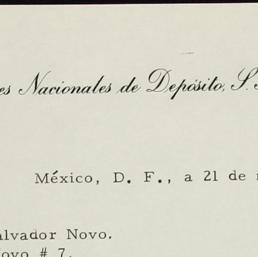 es Nacionales de Depósito, S.
México, D. F., a 21 de
alvador Novo.
ovo # 7.